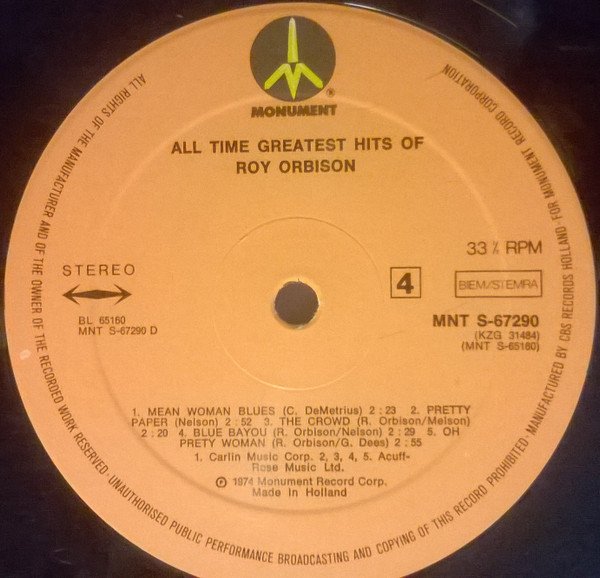 ®
MONUMENT
ALL TIME GREATEST HITS OF
ROY ORBISON
33⅓ RPM
STEREO
4
BIEM/STEMRA
BL 65160
MNT S-67290 D
MNT S-67290
(KZG 31484)
(MNT S-65160)
1. MEAN WOMAN BLUES (C. DeMetrius) 2 : 23 2. PRETTY
PAPER (Nelson) 2 : 52 3. THE CROWD (R. Orbison/Melson)
2 : 20 4. BLUE BAYOU (R. Orbison/Nelson) 2 : 29 5. OH
PRETY WOMAN (R. Orbison/G. Dees) 2 : 55
1. Carlin Music Corp. 2, 3, 4, 5. Acuff-
Rose Music Ltd.
℗ 1974 Monument Record Corp.
Made in Holland
ALL RIGHTS OF THE MANUFACTURER AND OF THE OWNER OF THE RECORDED WORK RESERVED · UNAUTHORISED PUBLIC PERFORMANCE BROADCASTING AND COPYING OF THIS RECORD PROHIBITED · MANUFACTURED BY CBS RECORDS HOLLAND FOR MONUMENT RECORD CORPORATION